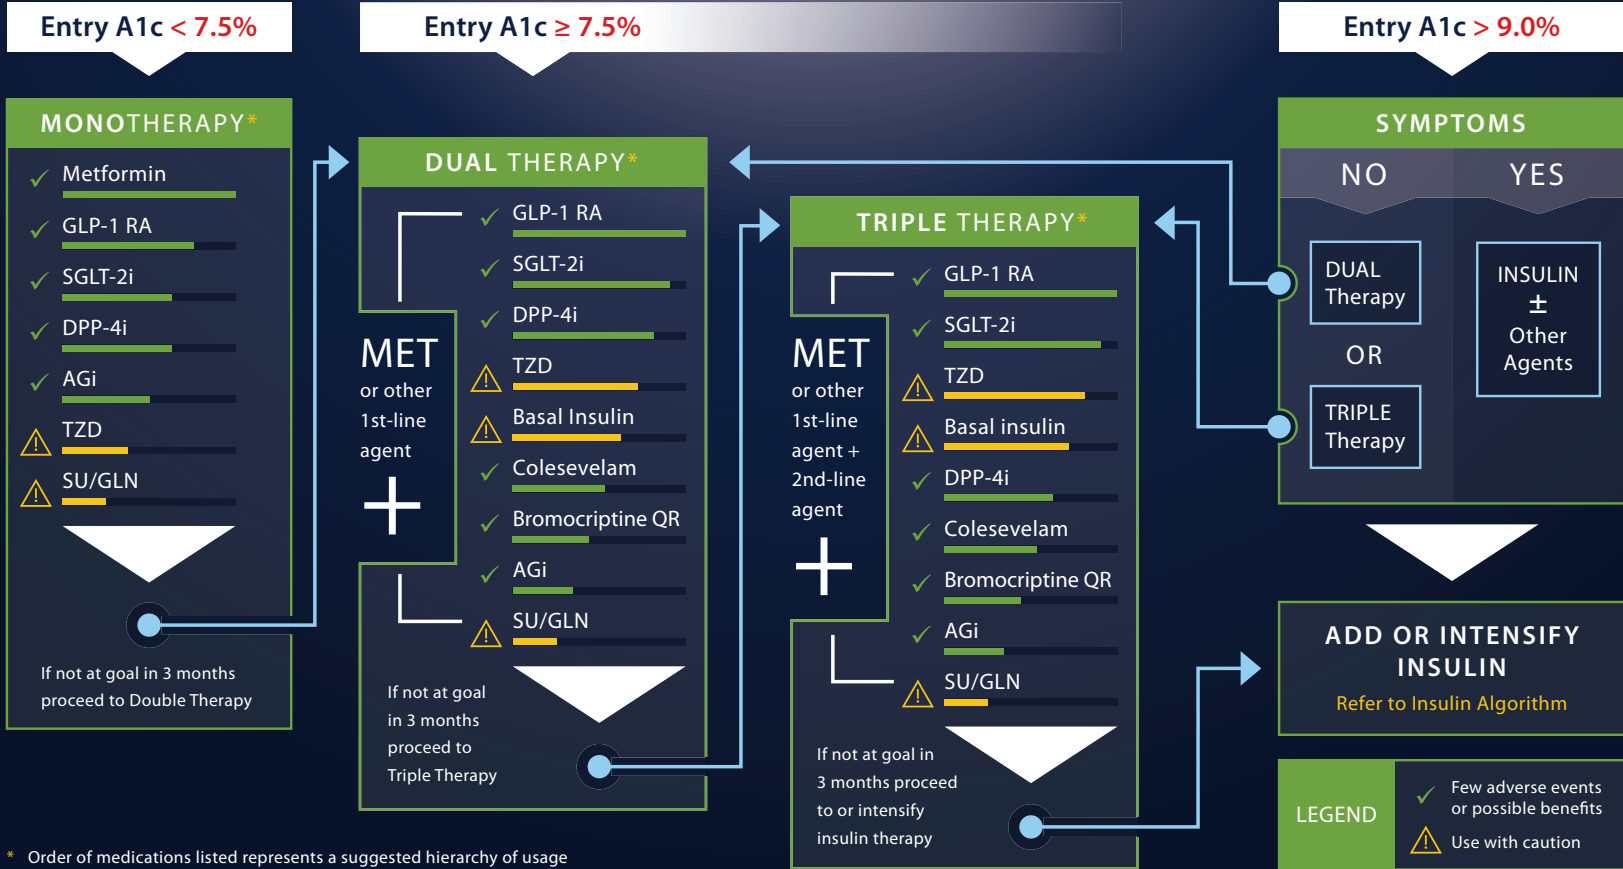 Entry A1c < 7.5%
Entry A1c ≥ 7.5%
Entry A1c > 9.0%
MONOTHERAPY*
Metformin
GLP-1 RA
SGLT-2i
DPP-4i
AGi
TZD
SU/GLN
If not at goal in 3 months
proceed to Double Therapy
DUAL THERAPY*
MET
or other
1st-line
agent
+
GLP-1 RA
SGLT-2i
DPP-4i
TZD
Basal Insulin
Colesevelam
Bromocriptine QR
AGi
SU/GLN
If not at goal
in 3 months
proceed to
Triple Therapy
TRIPLE THERAPY*
MET
or other
1st-line
agent +
2nd-line
agent
+
GLP-1 RA
SGLT-2i
TZD
Basal insulin
DPP-4i
Colesevelam
Bromocriptine QR
AGi
SU/GLN
If not at goal in
3 months proceed
to or intensify
insulin therapy
SYMPTOMS
NO
YES
DUAL
Therapy
OR
TRIPLE
Therapy
INSULIN
±
Other
Agents
ADD OR INTENSIFY
INSULIN
Refer to Insulin Algorithm
LEGEND
Few adverse events
or possible benefits
Use with caution
* Order of medications listed represents a suggested hierarchy of usage